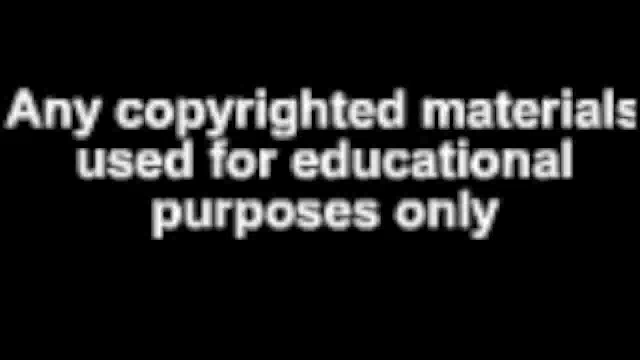 Any copyrighted materials
used for educational
purposes only